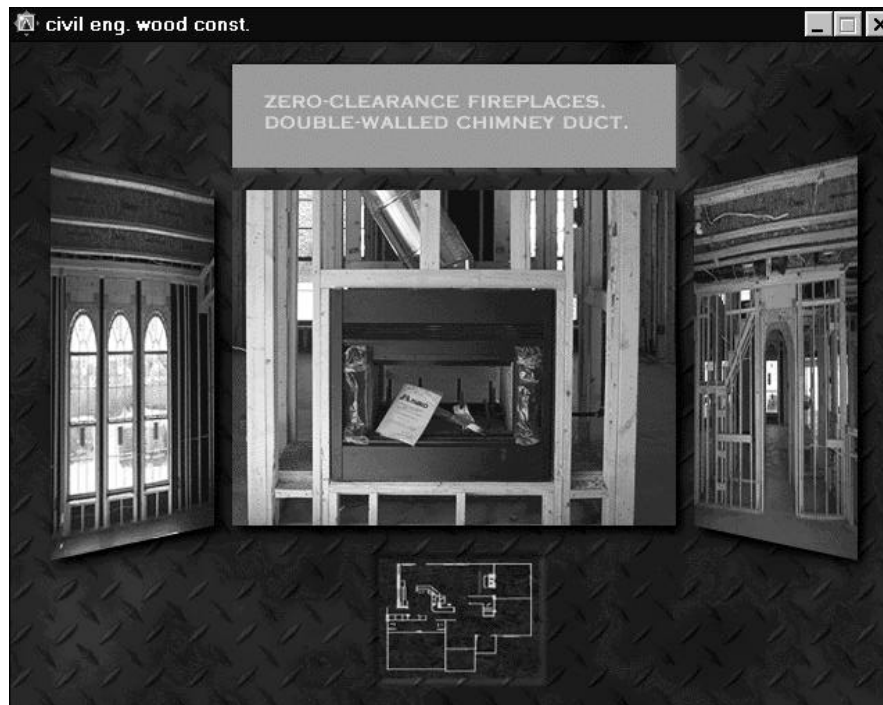 civil eng. wood const.
ZERO-CLEARANCE FIREPLACES.
DOUBLE-WALLED CHIMNEY DUCT.